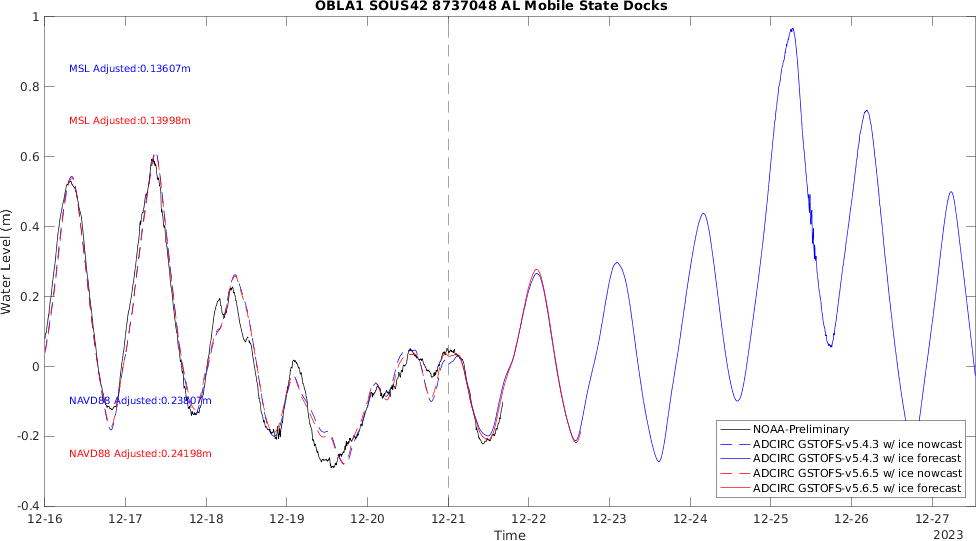 OBLA1 SOUS42 8737048 AL Mobile State Docks
1
0.8
0.6
0.4
0.2
0
-0.2
-0.4
Water Level (m)
MSL Adjusted:0.13607m
MSL Adjusted:0.13998m
NAVD88 Adjusted:0.23807m
NAVD88 Adjusted:0.24198m
NOAA-Preliminary
ADCIRC GSTOFS-v5.4.3 w/ ice nowcast
ADCIRC GSTOFS-v5.4.3 w/ ice forecast
ADCIRC GSTOFS-v5.6.5 w/ ice nowcast
ADCIRC GSTOFS-v5.6.5 w/ ice forecast
12-16 12-17 12-18 12-19 12-20 12-21 12-22 12-23 12-24 12-25 12-26 12-27
Time
2023